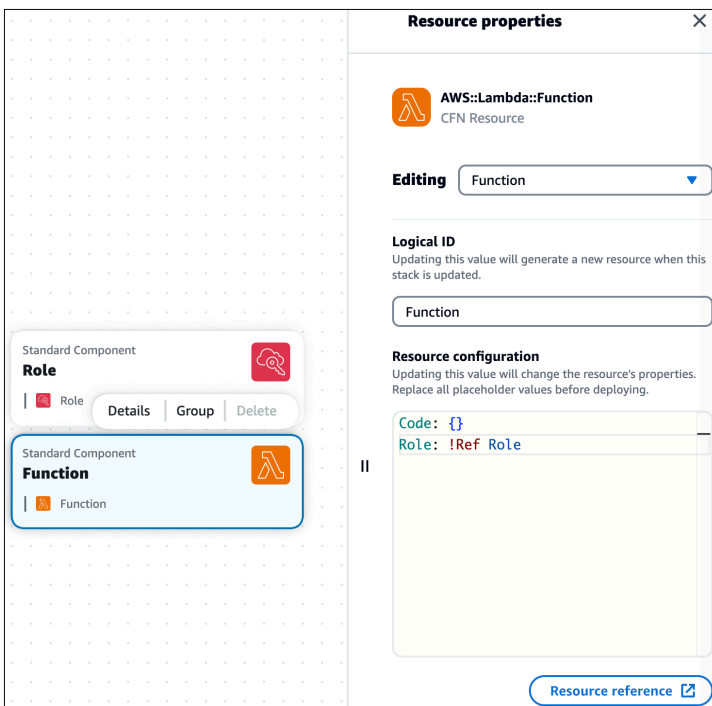 Resource properties
AWS::Lambda::Function
CFN Resource
Editing
Function
Logical ID
Updating this value will generate a new resource when this
stack is updated.
Function
Resource configuration
Updating this value will change the resource's properties.
Replace all placeholder values before deploying.
Code: {}
Role: !Ref Role
Resource reference
Standard Component
Role
Role
Details
Group
Delete
Standard Component
Function
Function